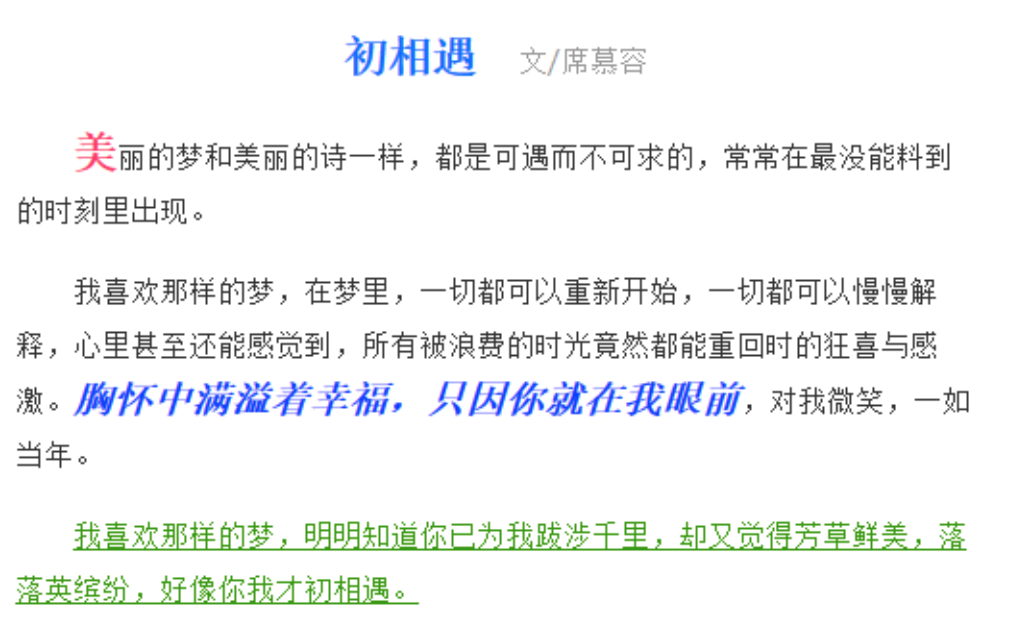 初相遇 文/席慕容
美丽的梦和美丽的诗一样，都是可遇而不可求的，常常在最没能料到
的时刻里出现。
我喜欢那样的梦，在梦里，一切都可以重新开始，一切都可以慢慢解
释，心里甚至还能感觉到，所有被浪费的时光竟然都能重回时的狂喜与感
激。胸怀中满溢着幸福，只因你就在我眼前，对我微笑，一如
当年。
我喜欢那样的梦，明明知道你已为我跋涉千里，却又觉得芳草鲜美，落
落英缤纷，好像你我才初相遇。